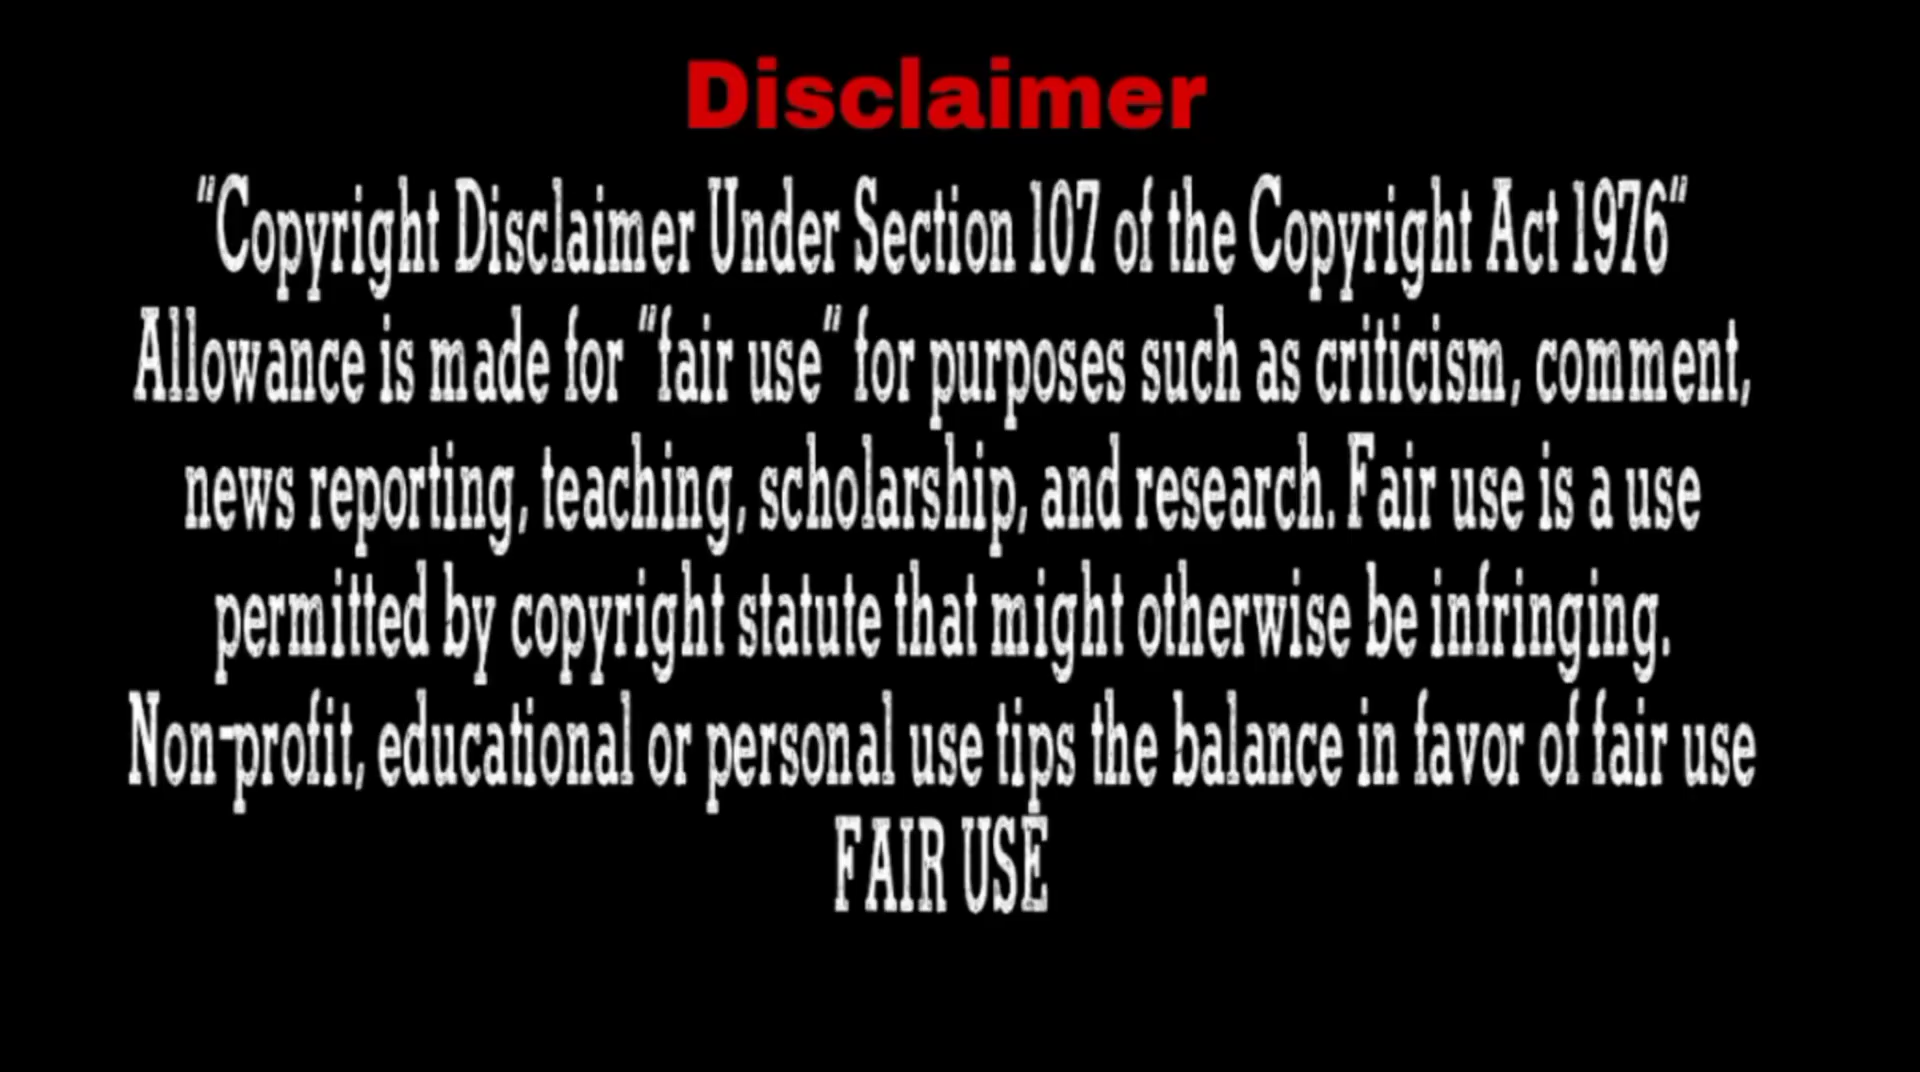 Disclaimer
"Copyright Disclaimer Under Section 107 of the Copyright Act 1976"
Allowance is made for "fair use" for purposes such as criticism, comment,
news reporting, teaching, scholarship, and research. Fair use is a use
permitted by copyright statute that might otherwise be infringing.
Non-profit, educational or personal use tips the balance in favor of fair use
FAIR USE